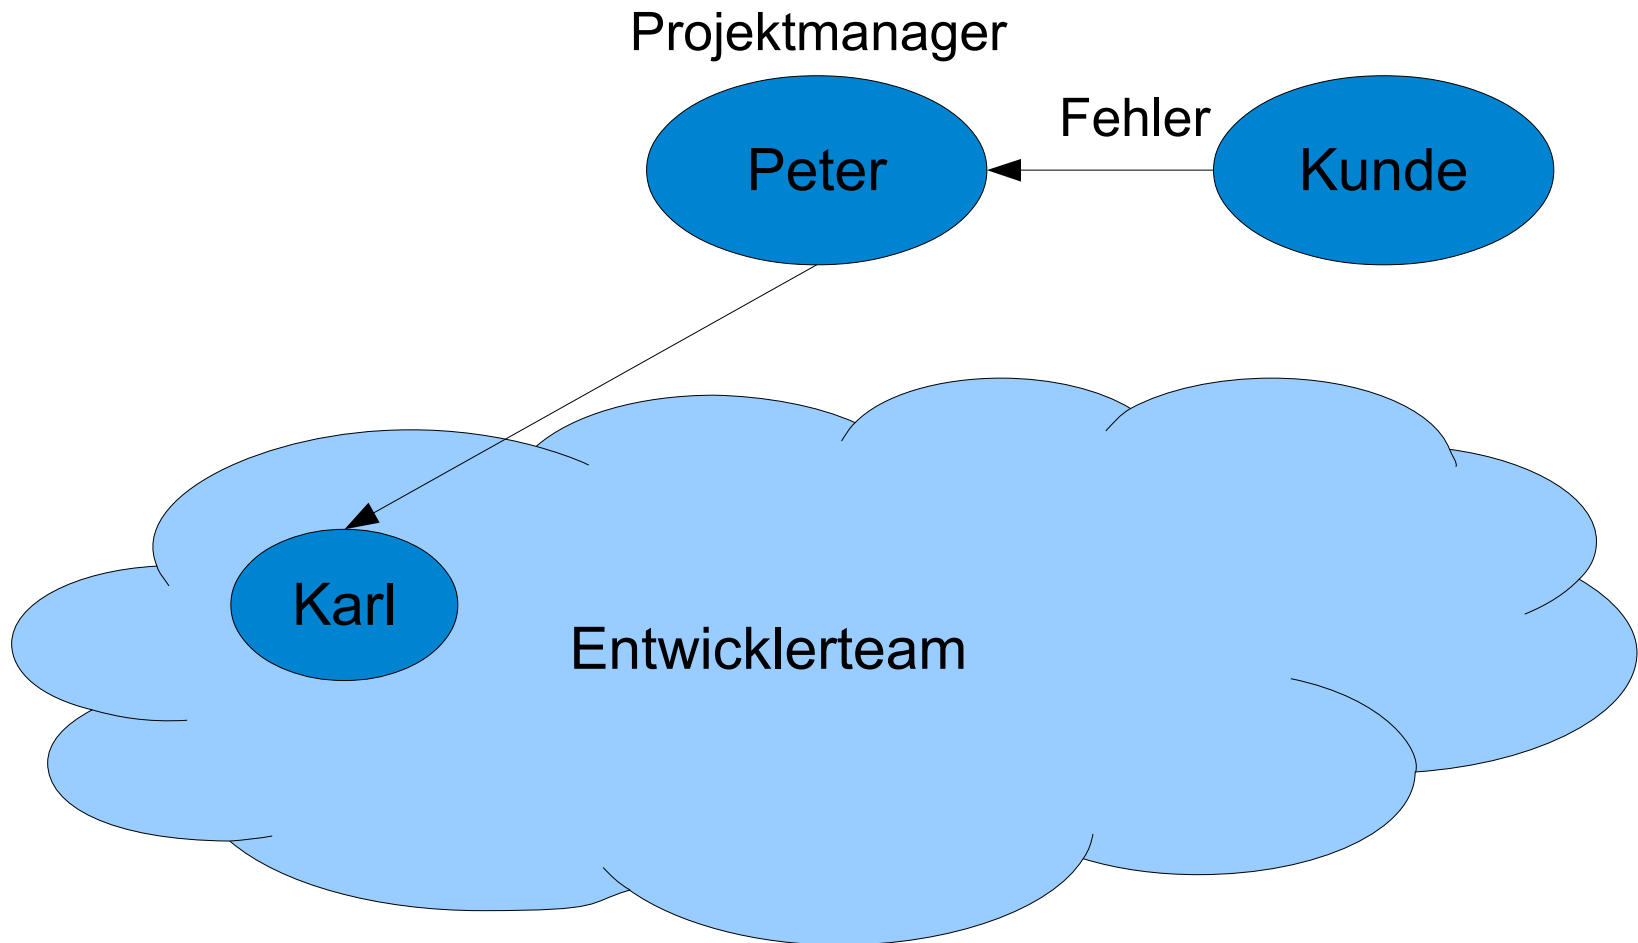 Projektmanager
Fehler
Peter
Kunde
Karl
Entwicklerteam